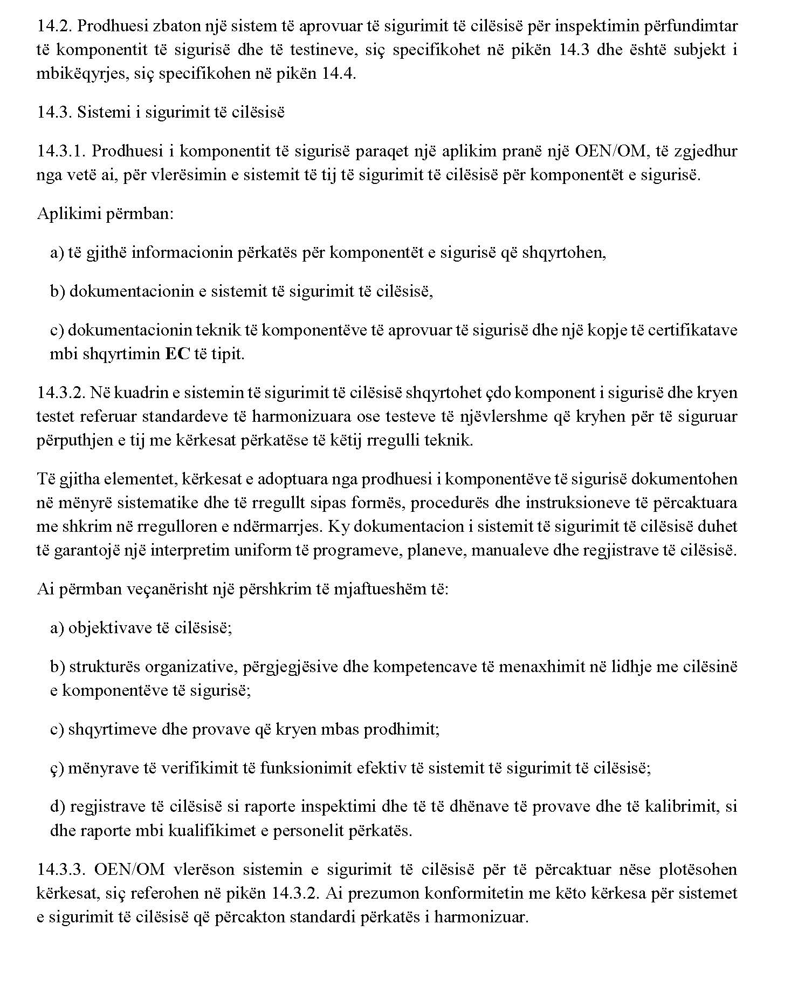 14.2. Prodhuesi zbaton një sistem të aprovuar të sigurimit të cilësisë për inspektimin përfundimtar
të komponentit të sigurisë dhe të testineve, siç specifikohet në pikën 14.3 dhe është subjekt i
mbikëqyrjes, siç specifikohen në pikën 14.4.
14.3. Sistemi i sigurimit të cilësisë
14.3.1. Prodhuesi i komponentit të sigurisë paraqet një aplikim pranë një OEN/OM, të zgjedhur
nga vetë ai, për vlerësimin e sistemit të tij të sigurimit të cilësisë për komponentët e sigurisë.
Aplikimi përmban:
a) të gjithë informacionin përkatës për komponentët e sigurisë që shqyrtohen,
b) dokumentacionin e sistemit të sigurimit të cilësisë,
c) dokumentacionin teknik të komponentëve të aprovuar të sigurisë dhe një kopje të certifikatave
mbi shqyrtimin EC të tipit.
14.3.2. Në kuadrin e sistemin të sigurimit të cilësisë shqyrtohet çdo komponent i sigurisë dhe kryen
testet referuar standardeve të harmonizuara ose testeve të njëvlershme që kryhen për të siguruar
përputhjen e tij me kërkesat përkatëse të këtij rregulli teknik.
Të gjitha elementet, kërkesat e adoptuara nga prodhuesi i komponentëve të sigurisë dokumentohen
në mënyrë sistematike dhe të rregullt sipas formës, procedurës dhe instruksioneve të përcaktuara
me shkrim në rregulloren e ndërmarrjes. Ky dokumentacion i sistemit të sigurimit të cilësisë duhet
të garantojë një interpretim uniform të programeve, planeve, manualeve dhe regjistrave të cilësisë.
Ai përmban veçanërisht një përshkrim të mjaftueshëm të:
a) objektivave të cilësisë;
b) strukturës organizative, përgjegjësive dhe kompetencave të menaxhimit në lidhje me cilësinë
e komponentëve të sigurisë;
c) shqyrtimeve dhe provave që kryen mbas prodhimit;
ç) mënyrave të verifikimit të funksionimit efektiv të sistemit të sigurimit të cilësisë;
d) regjistrave të cilësisë si raporte inspektimi dhe të të dhënave të provave dhe të kalibrimit, si
dhe raporte mbi kualifikimet e personelit përkatës.
14.3.3. OEN/OM vlerëson sistemin e sigurimit të cilësisë për të përcaktuar nëse plotësohen
kërkesat, siç referohen në pikën 14.3.2. Ai prezumon konformitetin me këto kërkesa për sistemet
e sigurimit të cilësisë që përcakton standardi përkatës i harmonizuar.